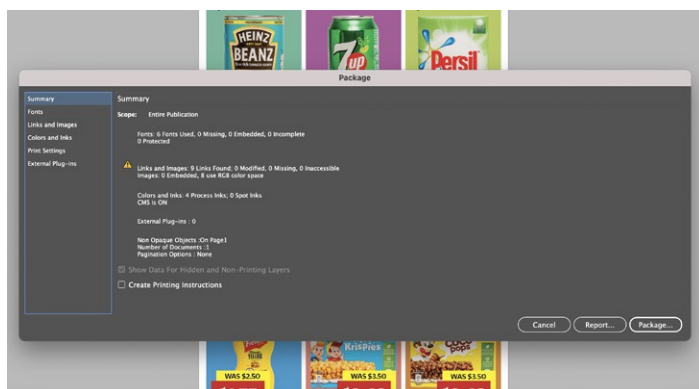 HEINZ
BEANZ
7up
Persil
Package
Summary
Fonts
Links and Images
Colors and Inks
Print Settings
External Plug-ins
Summary
Scope: Entire Publication
Fonts: 6 Fonts Used, 0 Missing, 0 Embedded, 0 Incomplete
0 Protected
Links and Images: 9 Links Found; 0 Modified, 0 Missing, 0 Inaccessible
Images: 0 Embedded, 8 use RGB color space
Colors and Inks: 4 Process Inks; 0 Spot Inks
CMS is ON
External Plug-ins : 0
Non Opaque Objects :On Page1
Number of Documents :1
Pagination Options : None
Show Data For Hidden and Non-Printing Layers
Create Printing Instructions
Cancel
Report...
Package...
KrisPies
COCO
Pops
WAS $2.50
WAS $3.50
WAS $3.50